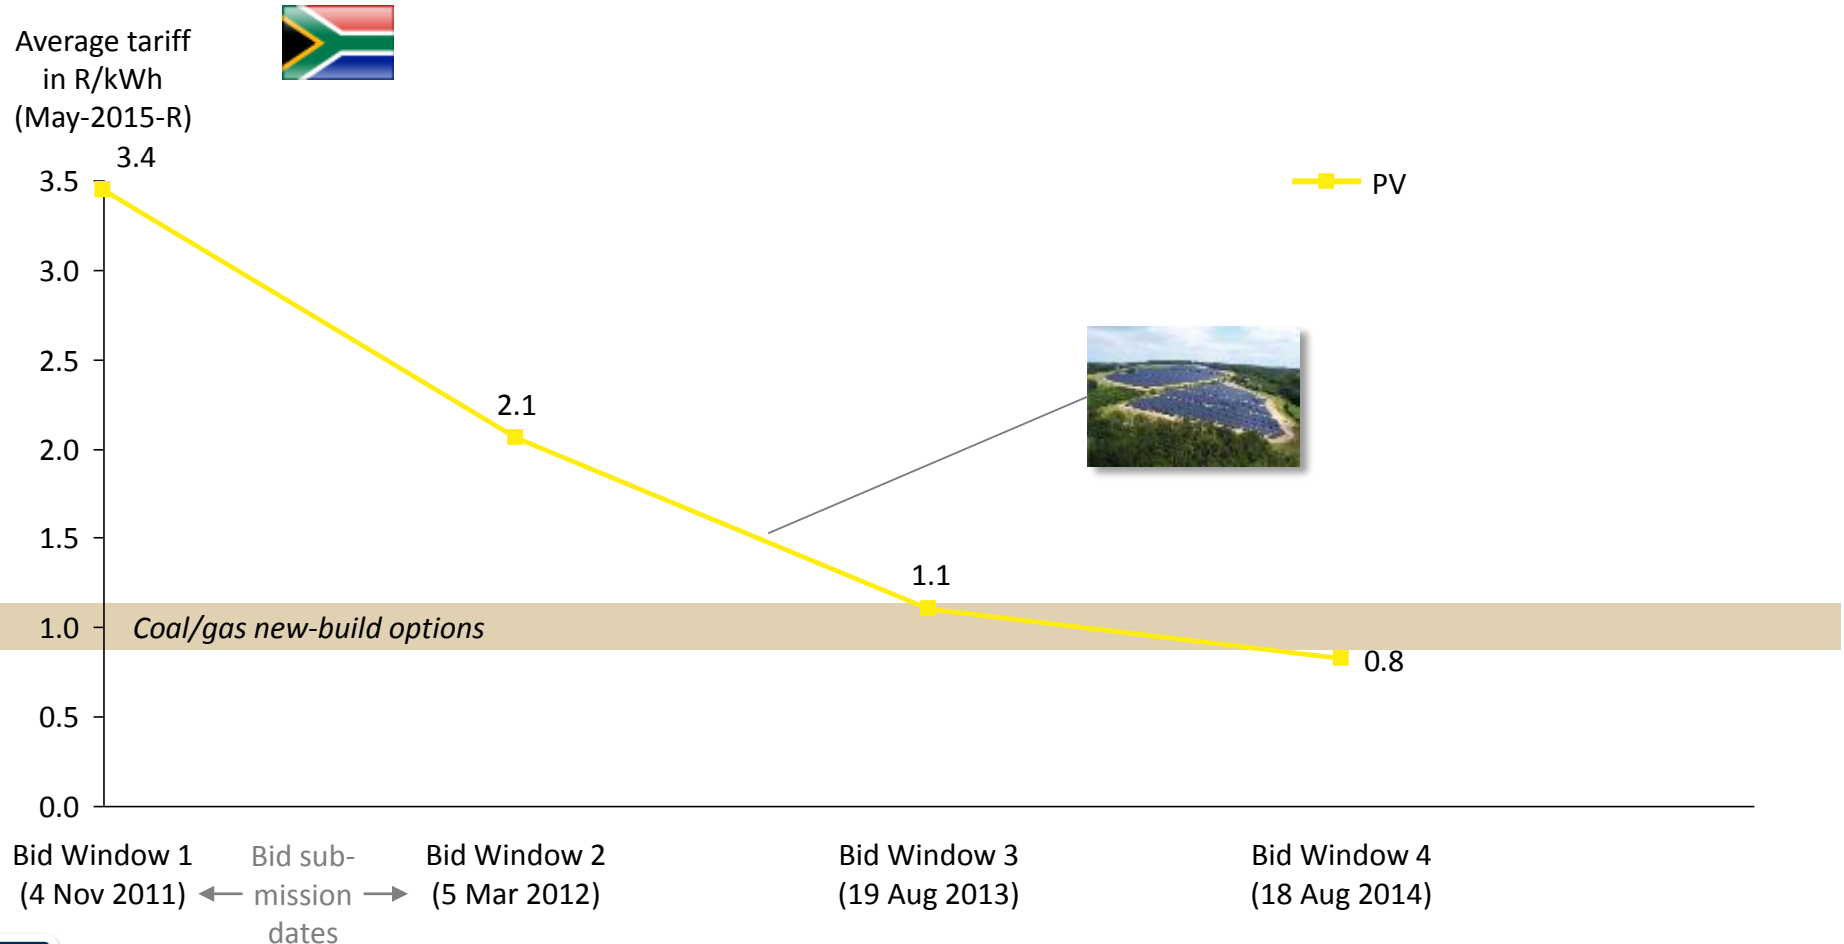 Average tariff
in R/kWh
(May-2015-R)
3.4
3.5
PV
3.0
2.5
2.1
2.0
1.5
1.1
1.0
Coal/gas new-build options
0.8
0.5
0.0
Bid Window 1
(4 Nov 2011)
Bid sub-
mission
dates
Bid Window 2
(5 Mar 2012)
Bid Window 3
(19 Aug 2013)
Bid Window 4
(18 Aug 2014)